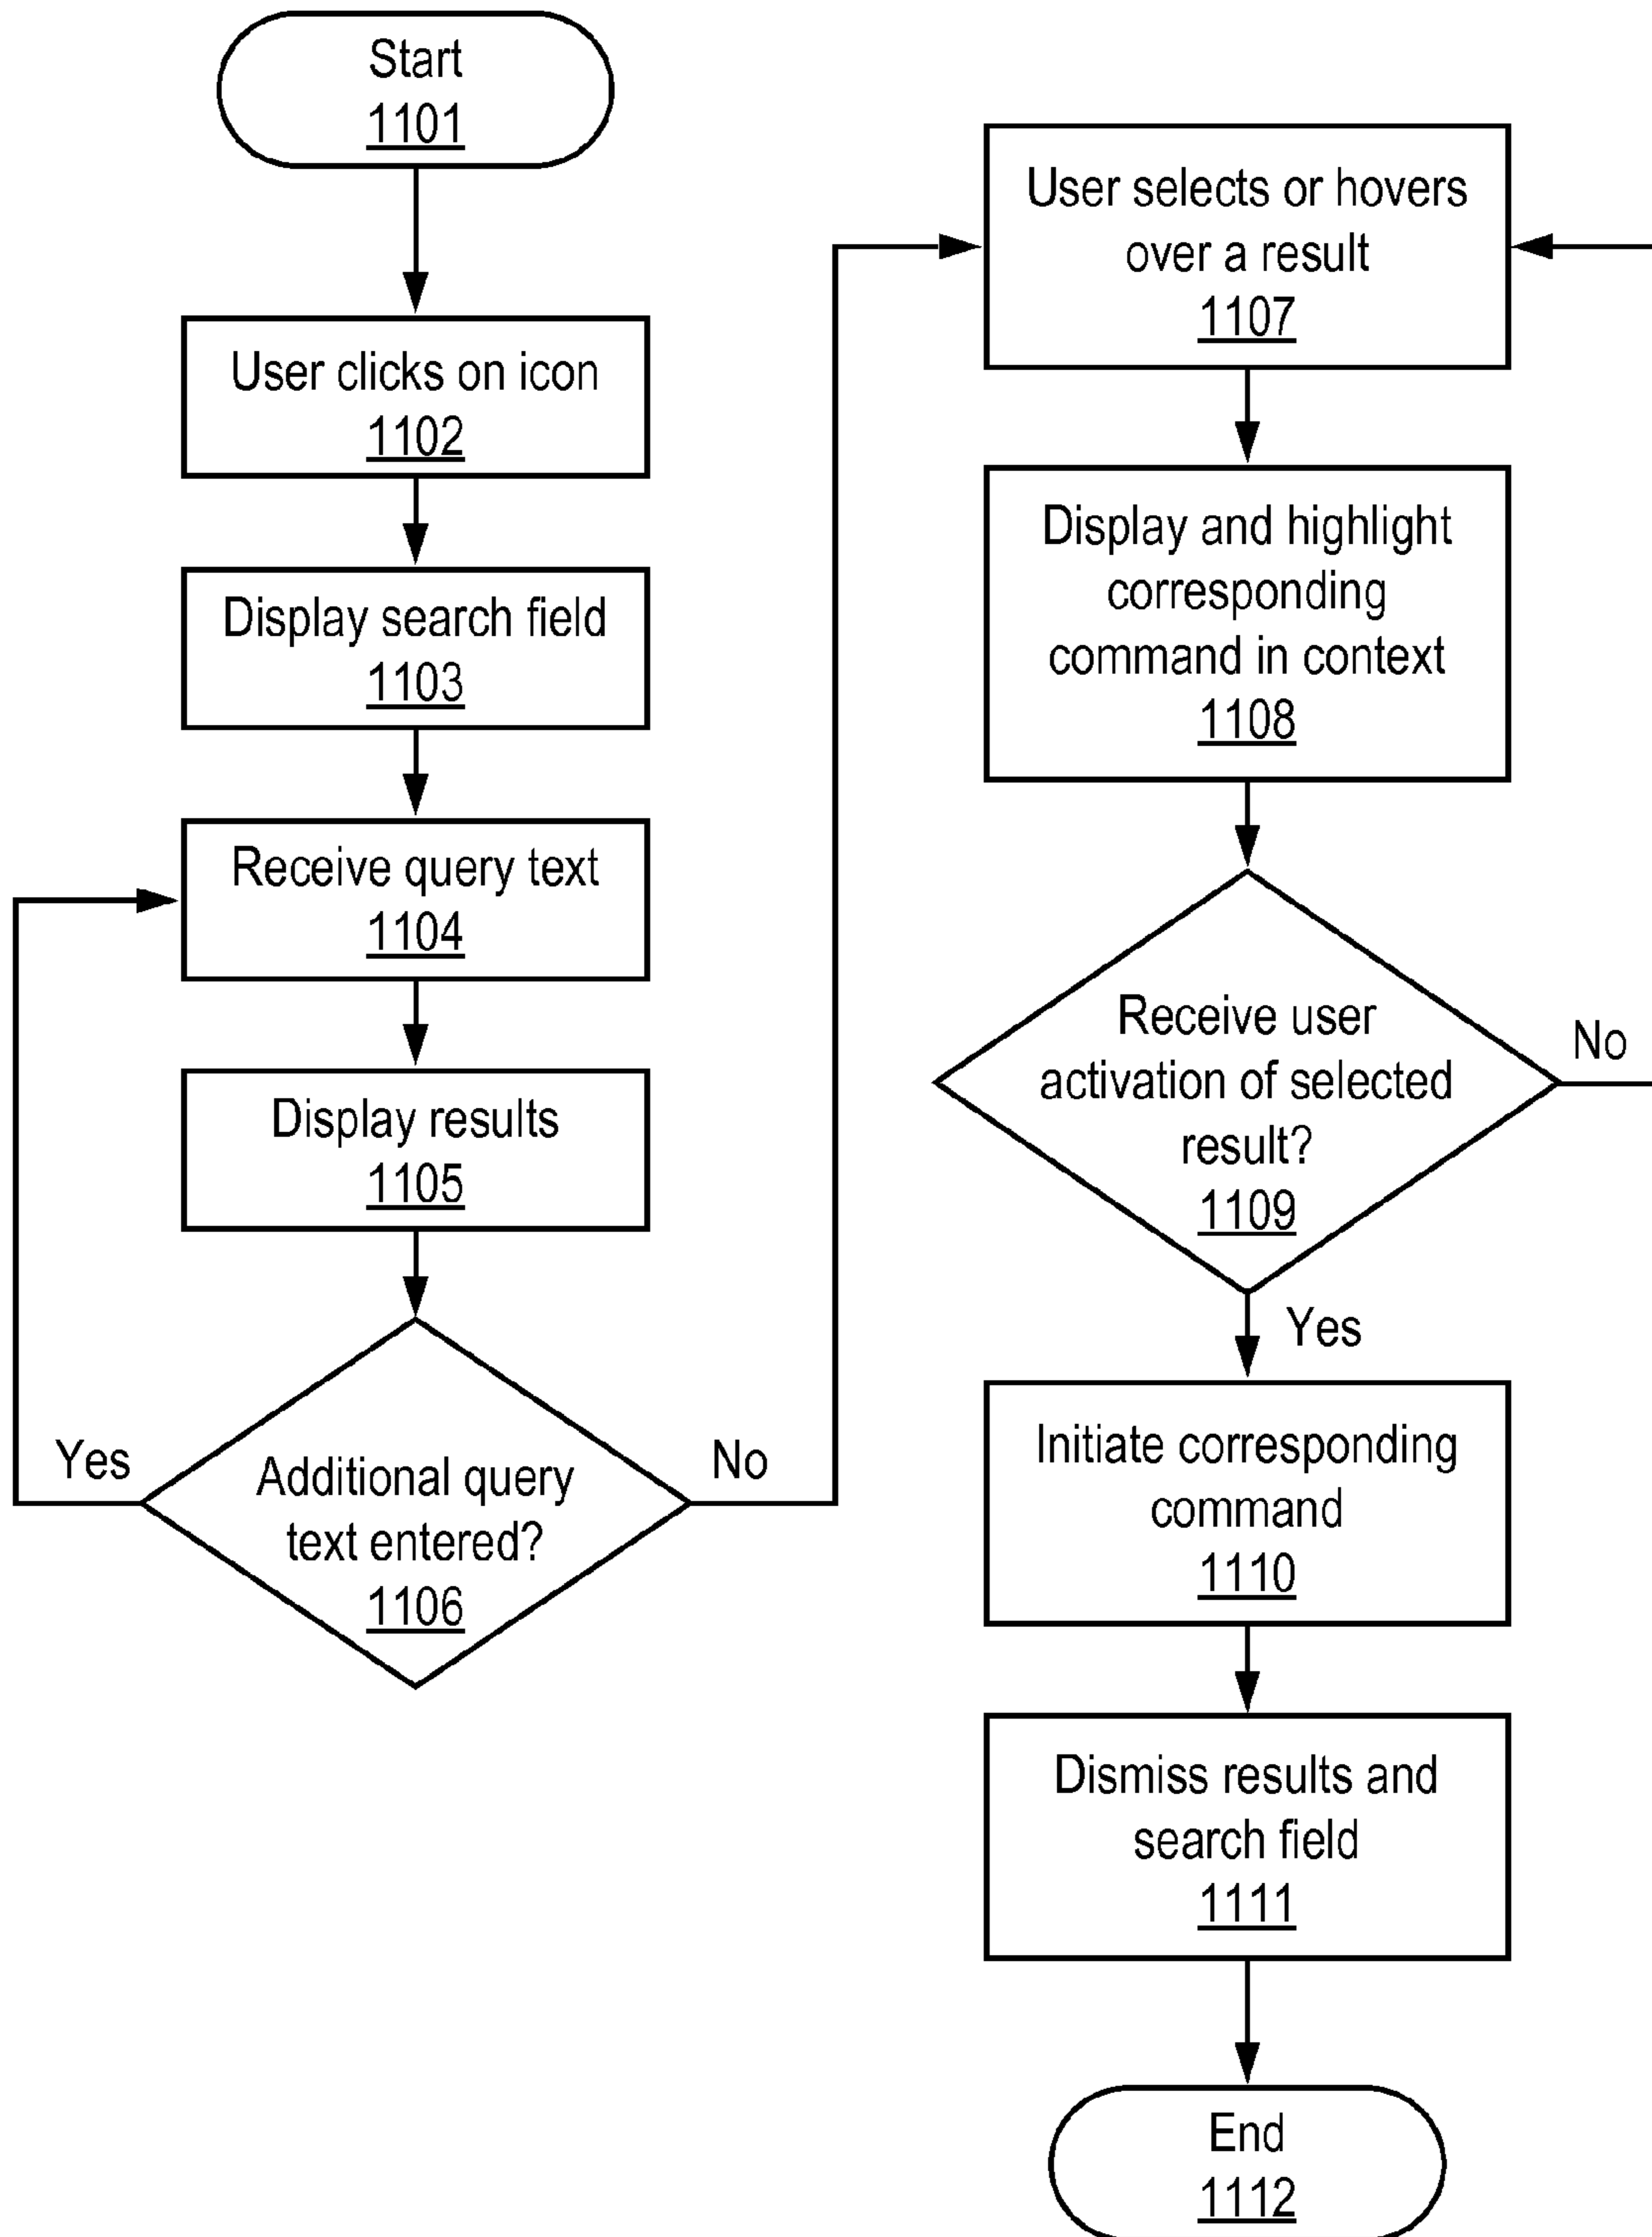 Start
1101
User clicks on icon
1102
Display search field
1103
Receive query text
1104
Display results
1105
Yes
Additional query
text entered?
1106
No
User selects or hovers
over a result
1107
Display and highlight
corresponding
command in context
1108
Receive user
activation of selected
result?
1109
No
Yes
Initiate corresponding
command
1110
Dismiss results and
search field
1111
End
1112